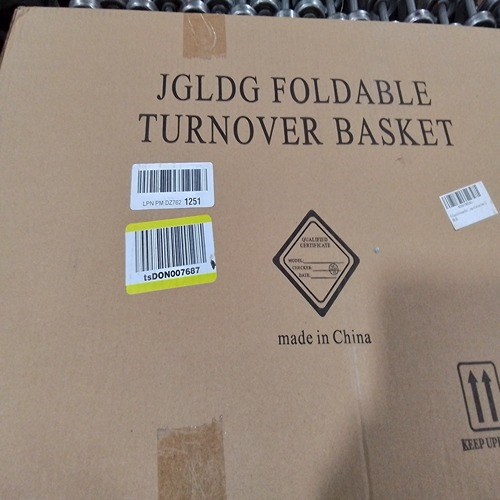 JGLDG FOLDABLE
TURNOVER BASKET
LPN PM DZ762 1251
tsDON007687
QUALIFIED
CERTIFICATE
MODEL:
CHECKER:
DATE:
made in China
KEEP UP